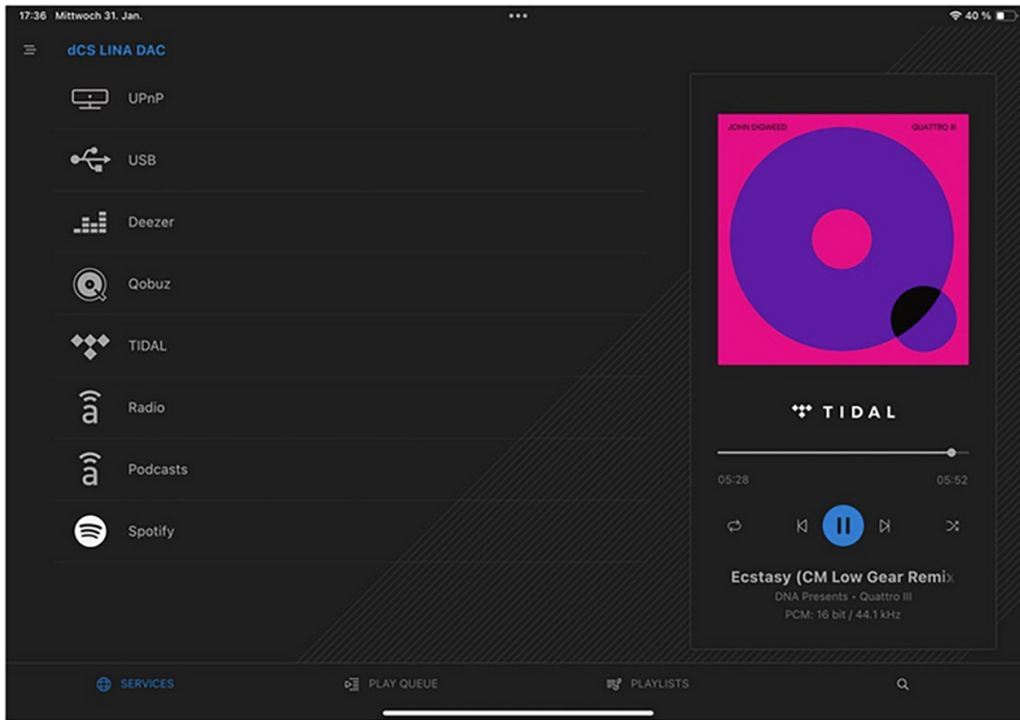 17:36 Mittwoch 31. Jan.
40 %
dCS LINA DAC
UPnP
USB
Deezer
Qobuz
TIDAL
Radio
Podcasts
Spotify
JOHN DIGWEED
QUATTRO III
TIDAL
05:28
05:52
Ecstasy (CM Low Gear Remix
DNA Presents • Quattro III
PCM: 16 bit / 44.1 kHz
SERVICES
PLAY QUEUE
PLAYLISTS